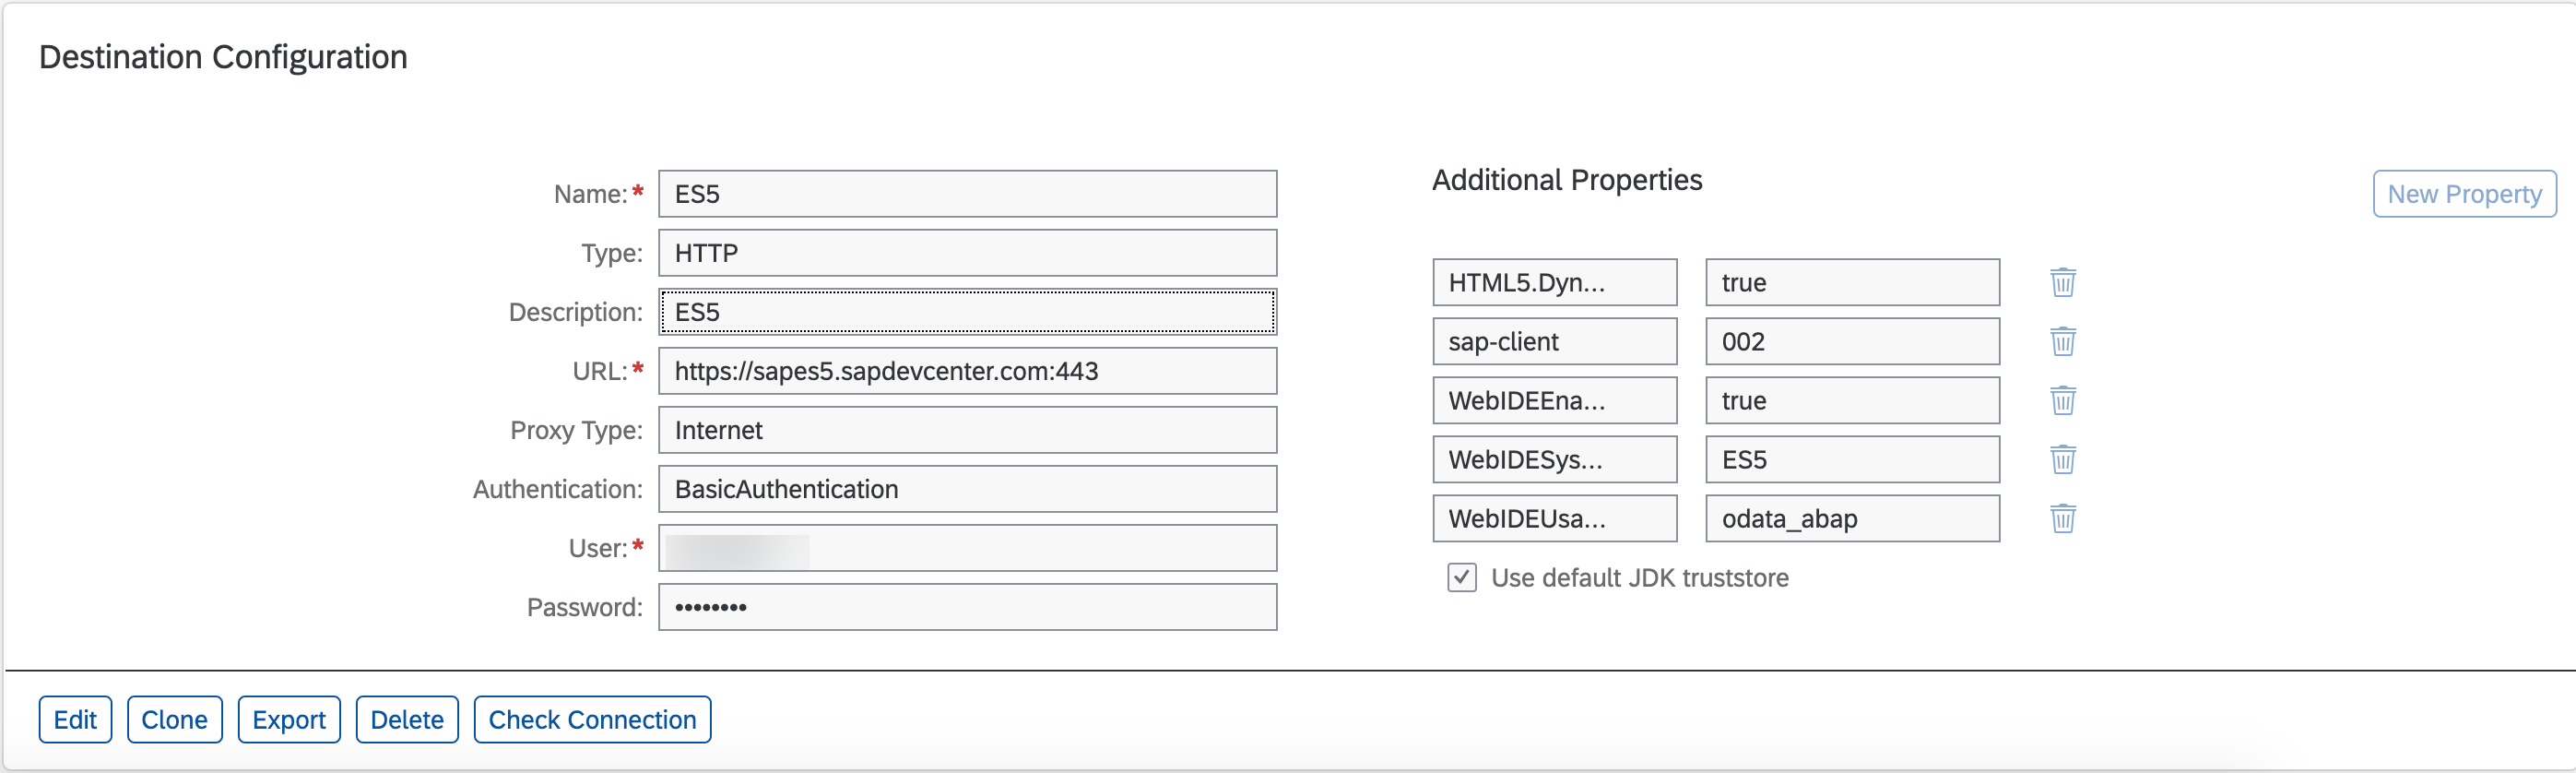 Destination Configuration
Name:* ES5
Type: HTTP
Description: ES5
URL:* https://sapes5.sapdevcenter.com:443
Proxy Type: Internet
Authentication: BasicAuthentication
User:*
Password: ••••••••
Additional Properties
New Property
HTML5.Dyn... true
sap-client 002
WebIDEEna... true
WebIDESys... ES5
WebIDEUsa... odata_abap
Use default JDK truststore
Edit Clone Export Delete Check Connection